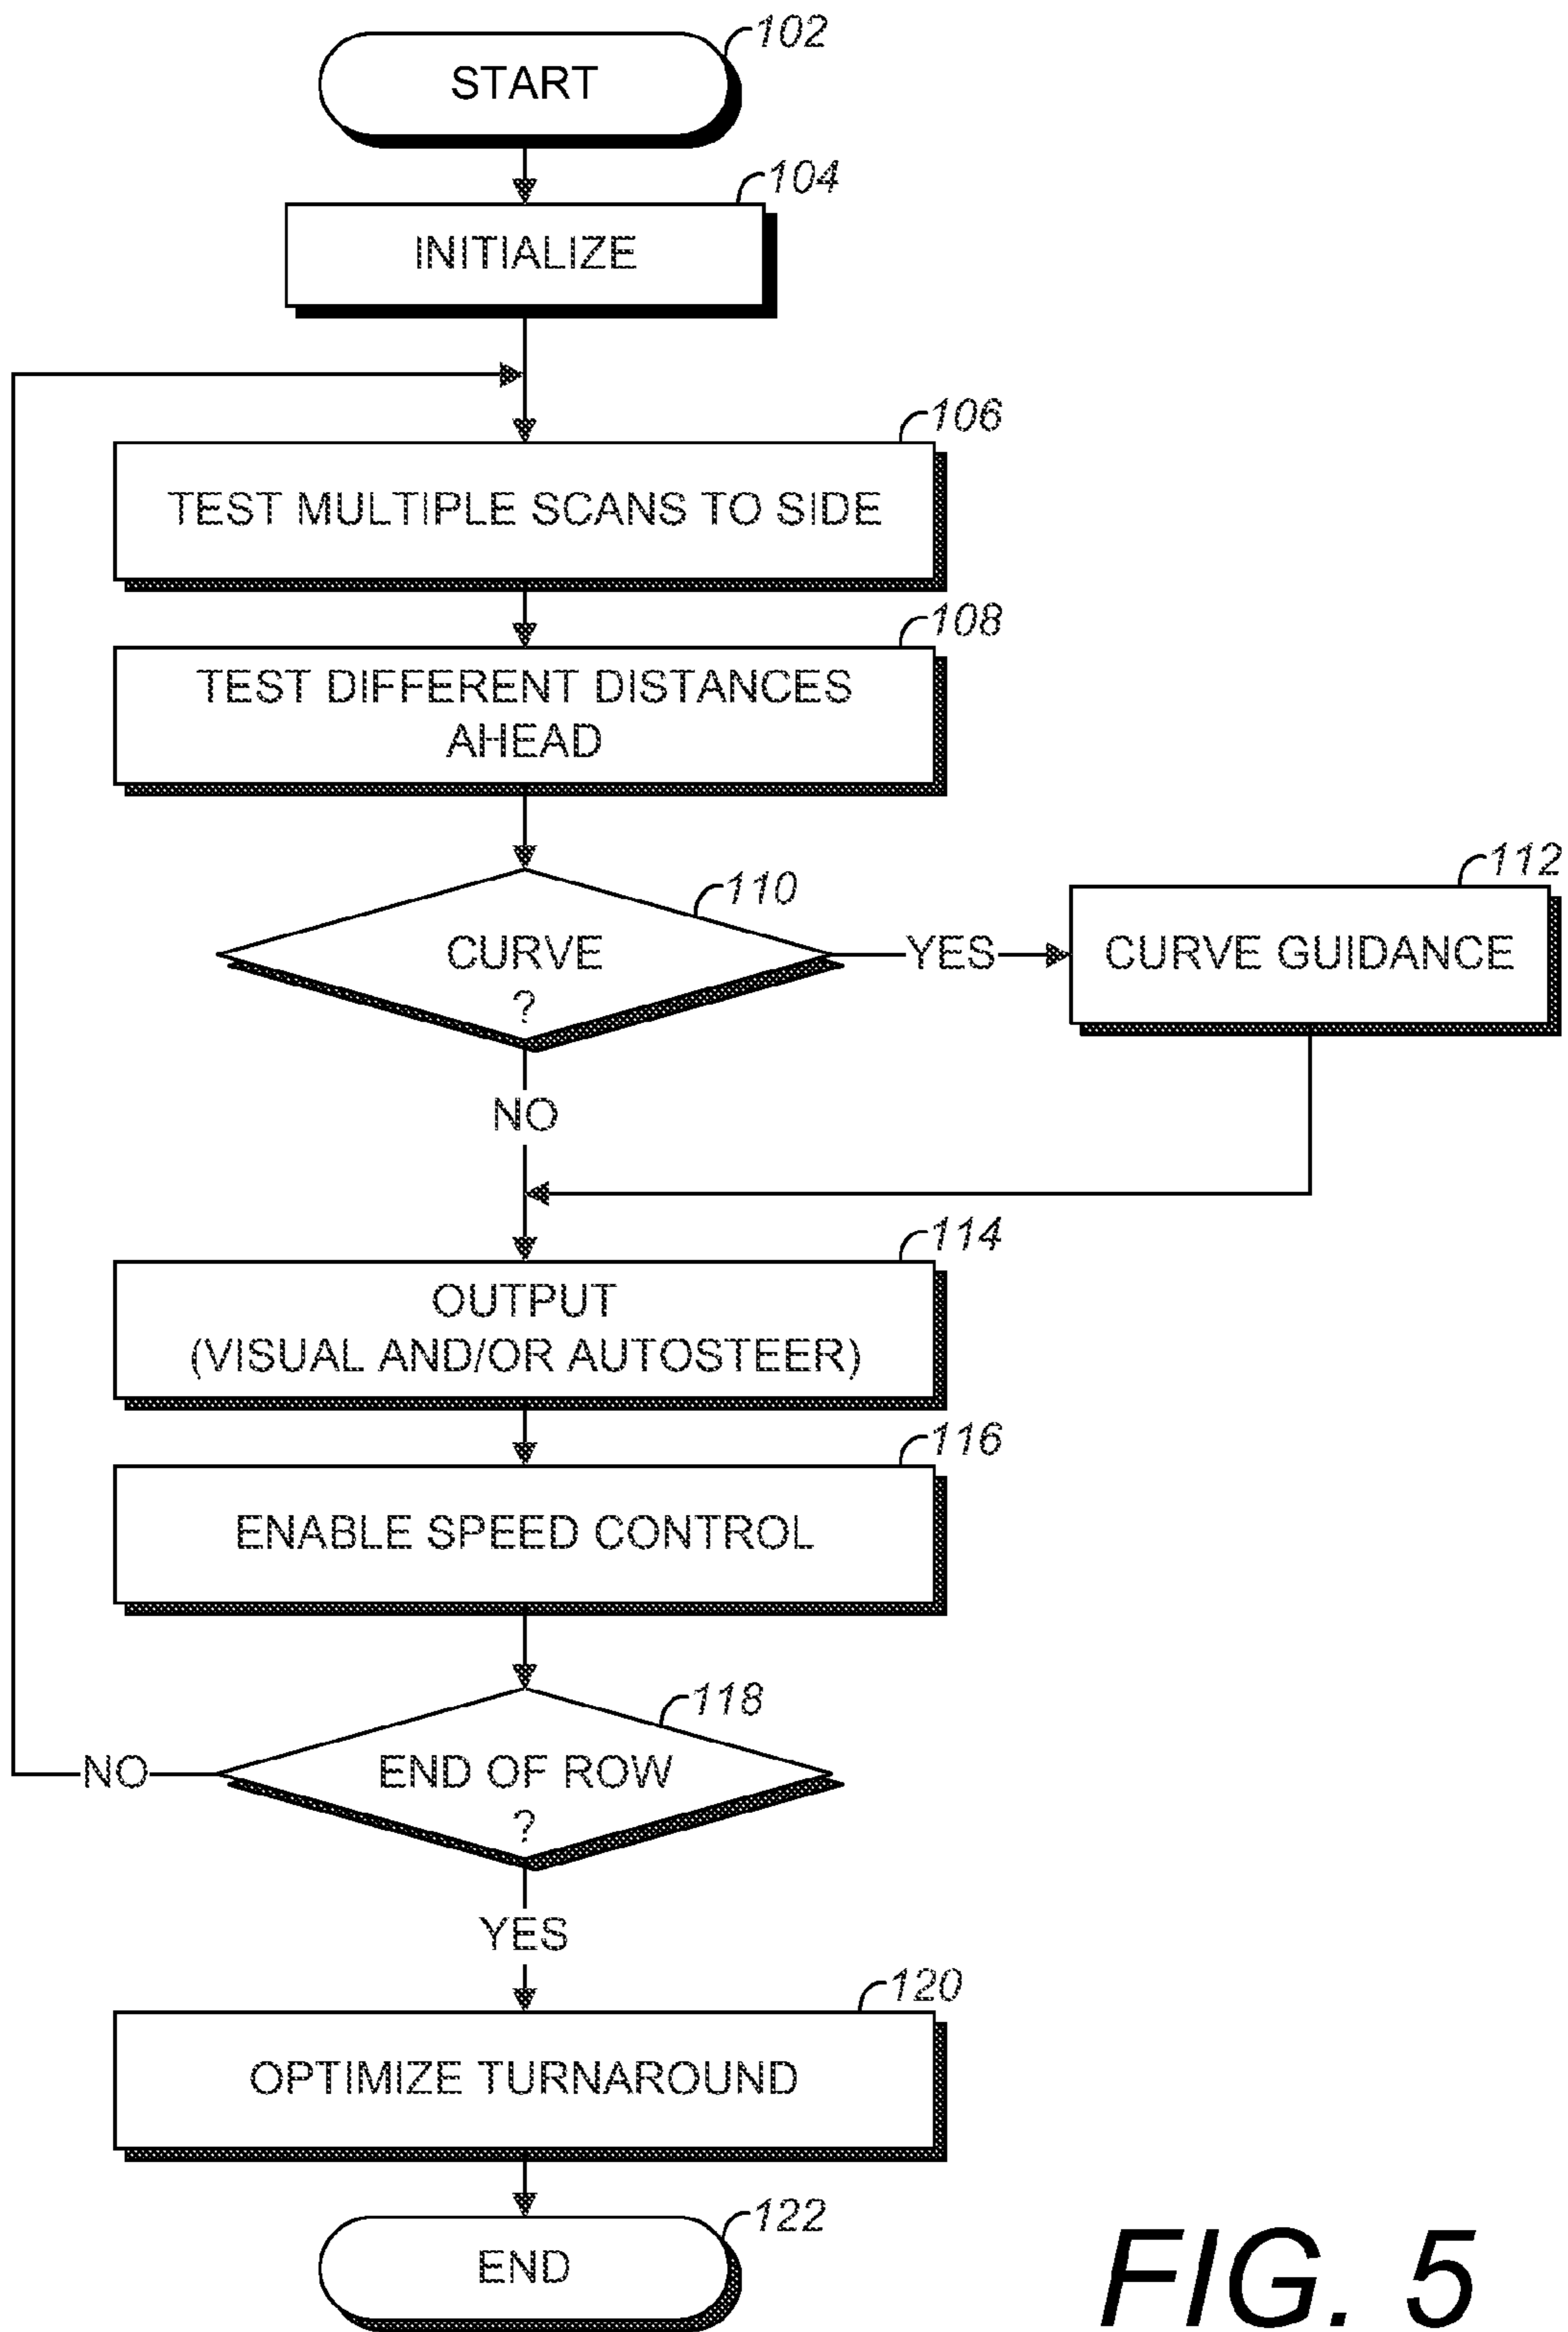 102
START
104
INITIALIZE
106
TEST MULTIPLE SCANS TO SIDE
108
TEST DIFFERENT DISTANCES
AHEAD
110
CURVE
?
YES
112
CURVE GUIDANCE
NO
114
OUTPUT
(VISUAL AND/OR AUTOSTEER)
116
ENABLE SPEED CONTROL
118
END OF ROW
?
NO
YES
120
OPTIMIZE TURNAROUND
122
END
FIG. 5